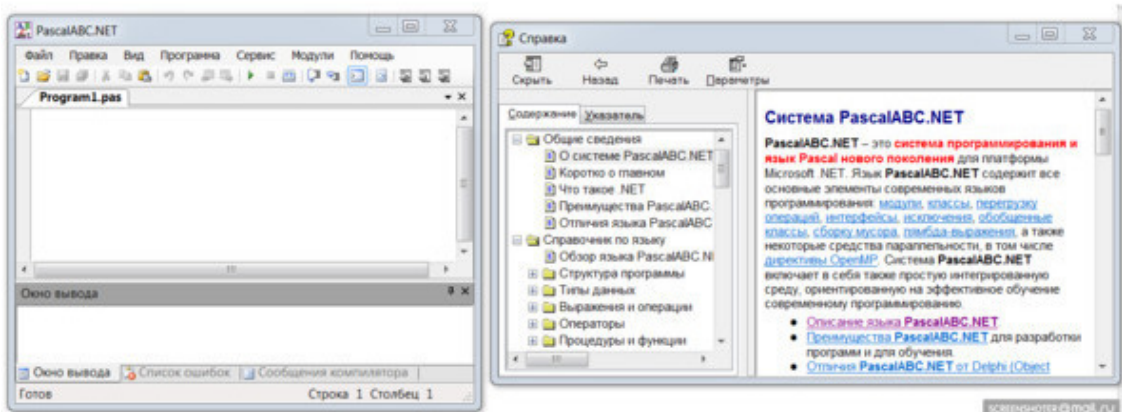 PascalABC.NET
Файл Правка Вид Программа Сервис Модули Помощь
Program1.pas
Окно вывода
Окно вывода Список ошибок Сообщения компилятора
Готов Строка 1 Столбец 1
Справка
Скрыть Назад Печать Параметры
Содержание Указатель
Общие сведения
О системе PascalABC.NET
Коротко о главном
Что такое .NET
Преимущества PascalABC.
Отличия языка PascalABC
Справочник по языку
Обзор языка PascalABC.NI
Структура программы
Типы данных
Выражения и операции
Операторы
Процедуры и функции
Система PascalABC.NET
PascalABC.NET – это система программирования и
язык Pascal нового поколения для платформы
Microsoft .NET. Язык PascalABC.NET содержит все
основные элементы современных языков
программирования: модули, классы, перегрузку
операций, интерфейсы, исключения, обобщенные
классы, сборку мусора, лямбда-выражения, а также
некоторые средства параллельности, в том числе
директивы OpenMP. Система PascalABC.NET
включает в себя также простую интегрированную
среду, ориентированную на эффективное обучение
современному программированию.
Описание языка PascalABC.NET
Преимущества PascalABC.NET для разработки
программ и для обучения.
Отличия PascalABC.NET от Delphi (Object
SCREENSHOTER@mail.ru